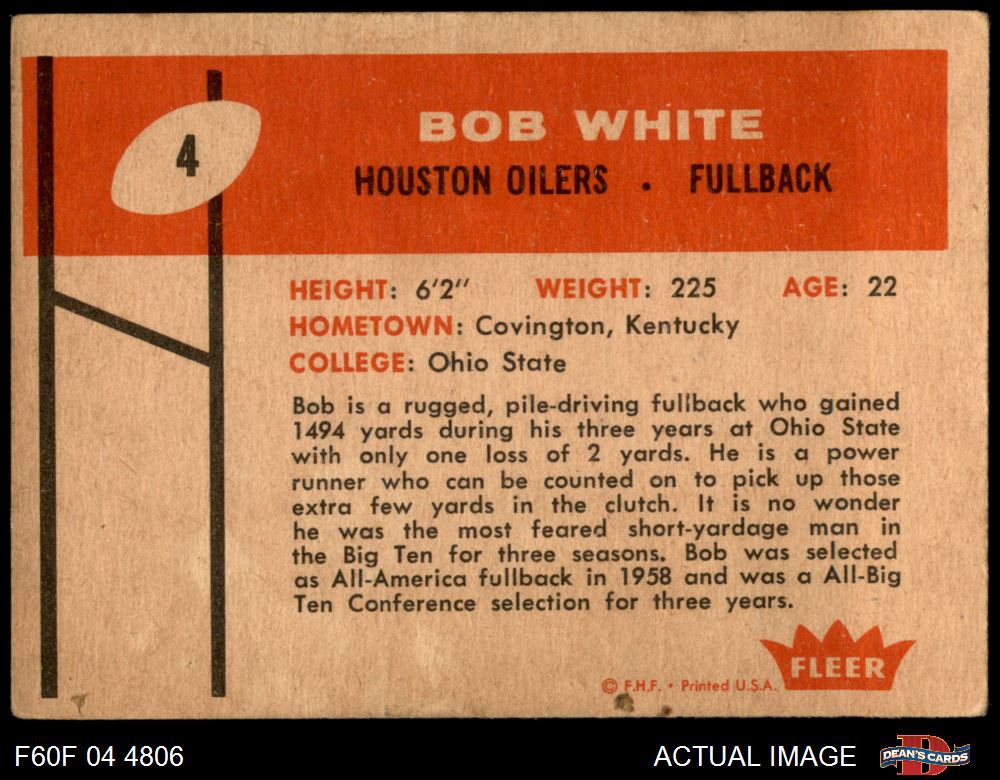 4
BOB WHITE
HOUSTON OILERS . FULLBACK
HEIGHT: 6'2" WEIGHT: 225 AGE: 22
HOMETOWN: Covington, Kentucky
COLLEGE: Ohio State
Bob is a rugged, pile-driving fullback who gained
1494 yards during his three years at Ohio State
with only one loss of 2 yards. He is a power
runner who can be counted on to pick up those
extra few yards in the clutch. It is no wonder
he was the most feared short-yardage man in
the Big Ten for three seasons. Bob was selected
as All-America fullback in 1958 and was a All-Big
Ten Conference selection for three years.
FLEER
© F.H.F. • Printed U.S.A.
F60F 04 4806 ACTUAL IMAGE DEAN'S CARDS